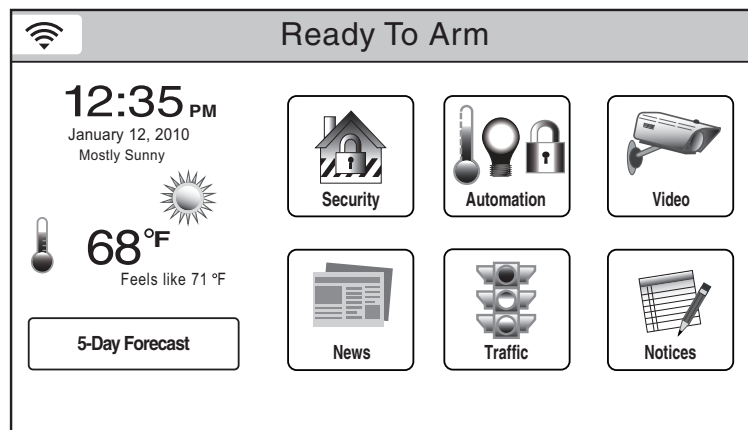 Ready To Arm
12:35 PM
January 12, 2010
Mostly Sunny
68°F
Feels like 71 °F
5-Day Forecast
Security
Automation
Video
News
Traffic
Notices